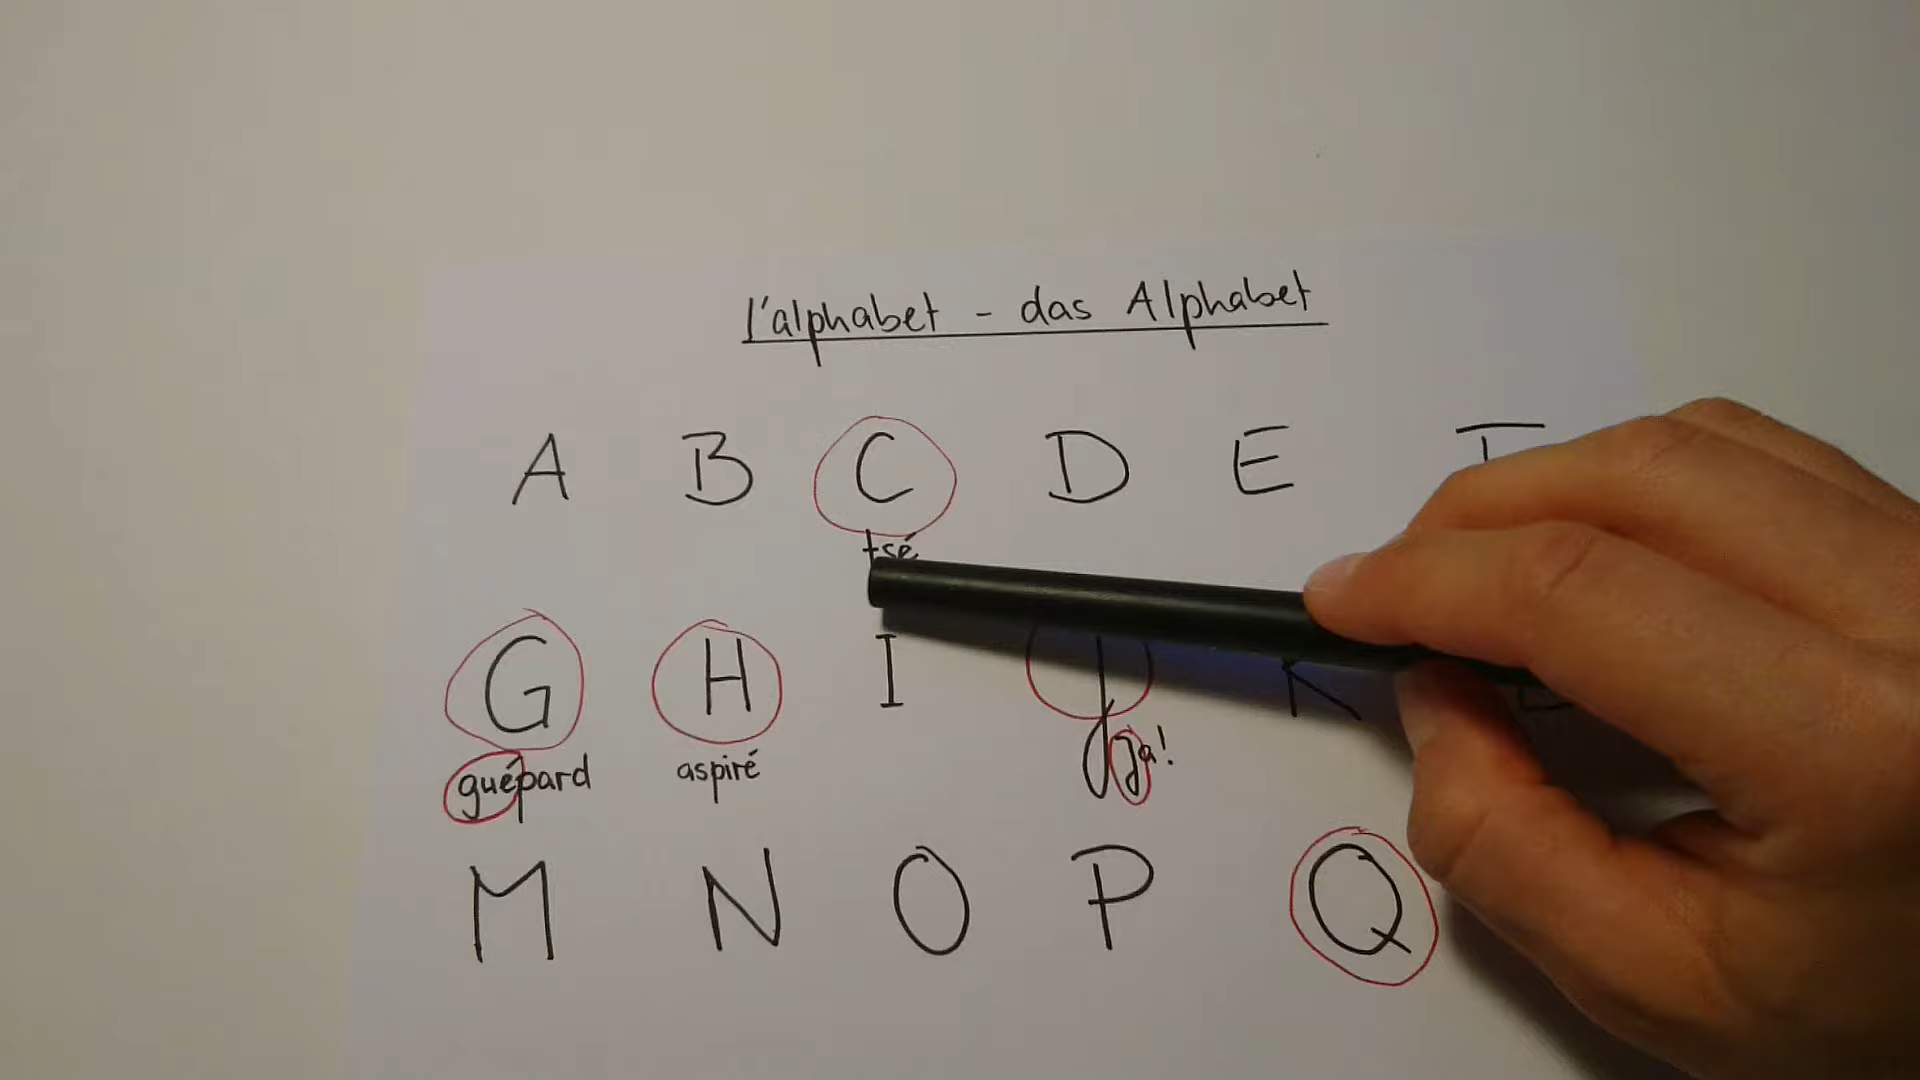 l'alphabet - das Alphabet
A B C D E
tsé
G H I J K
guépard aspiré Ja!
M N O P Q